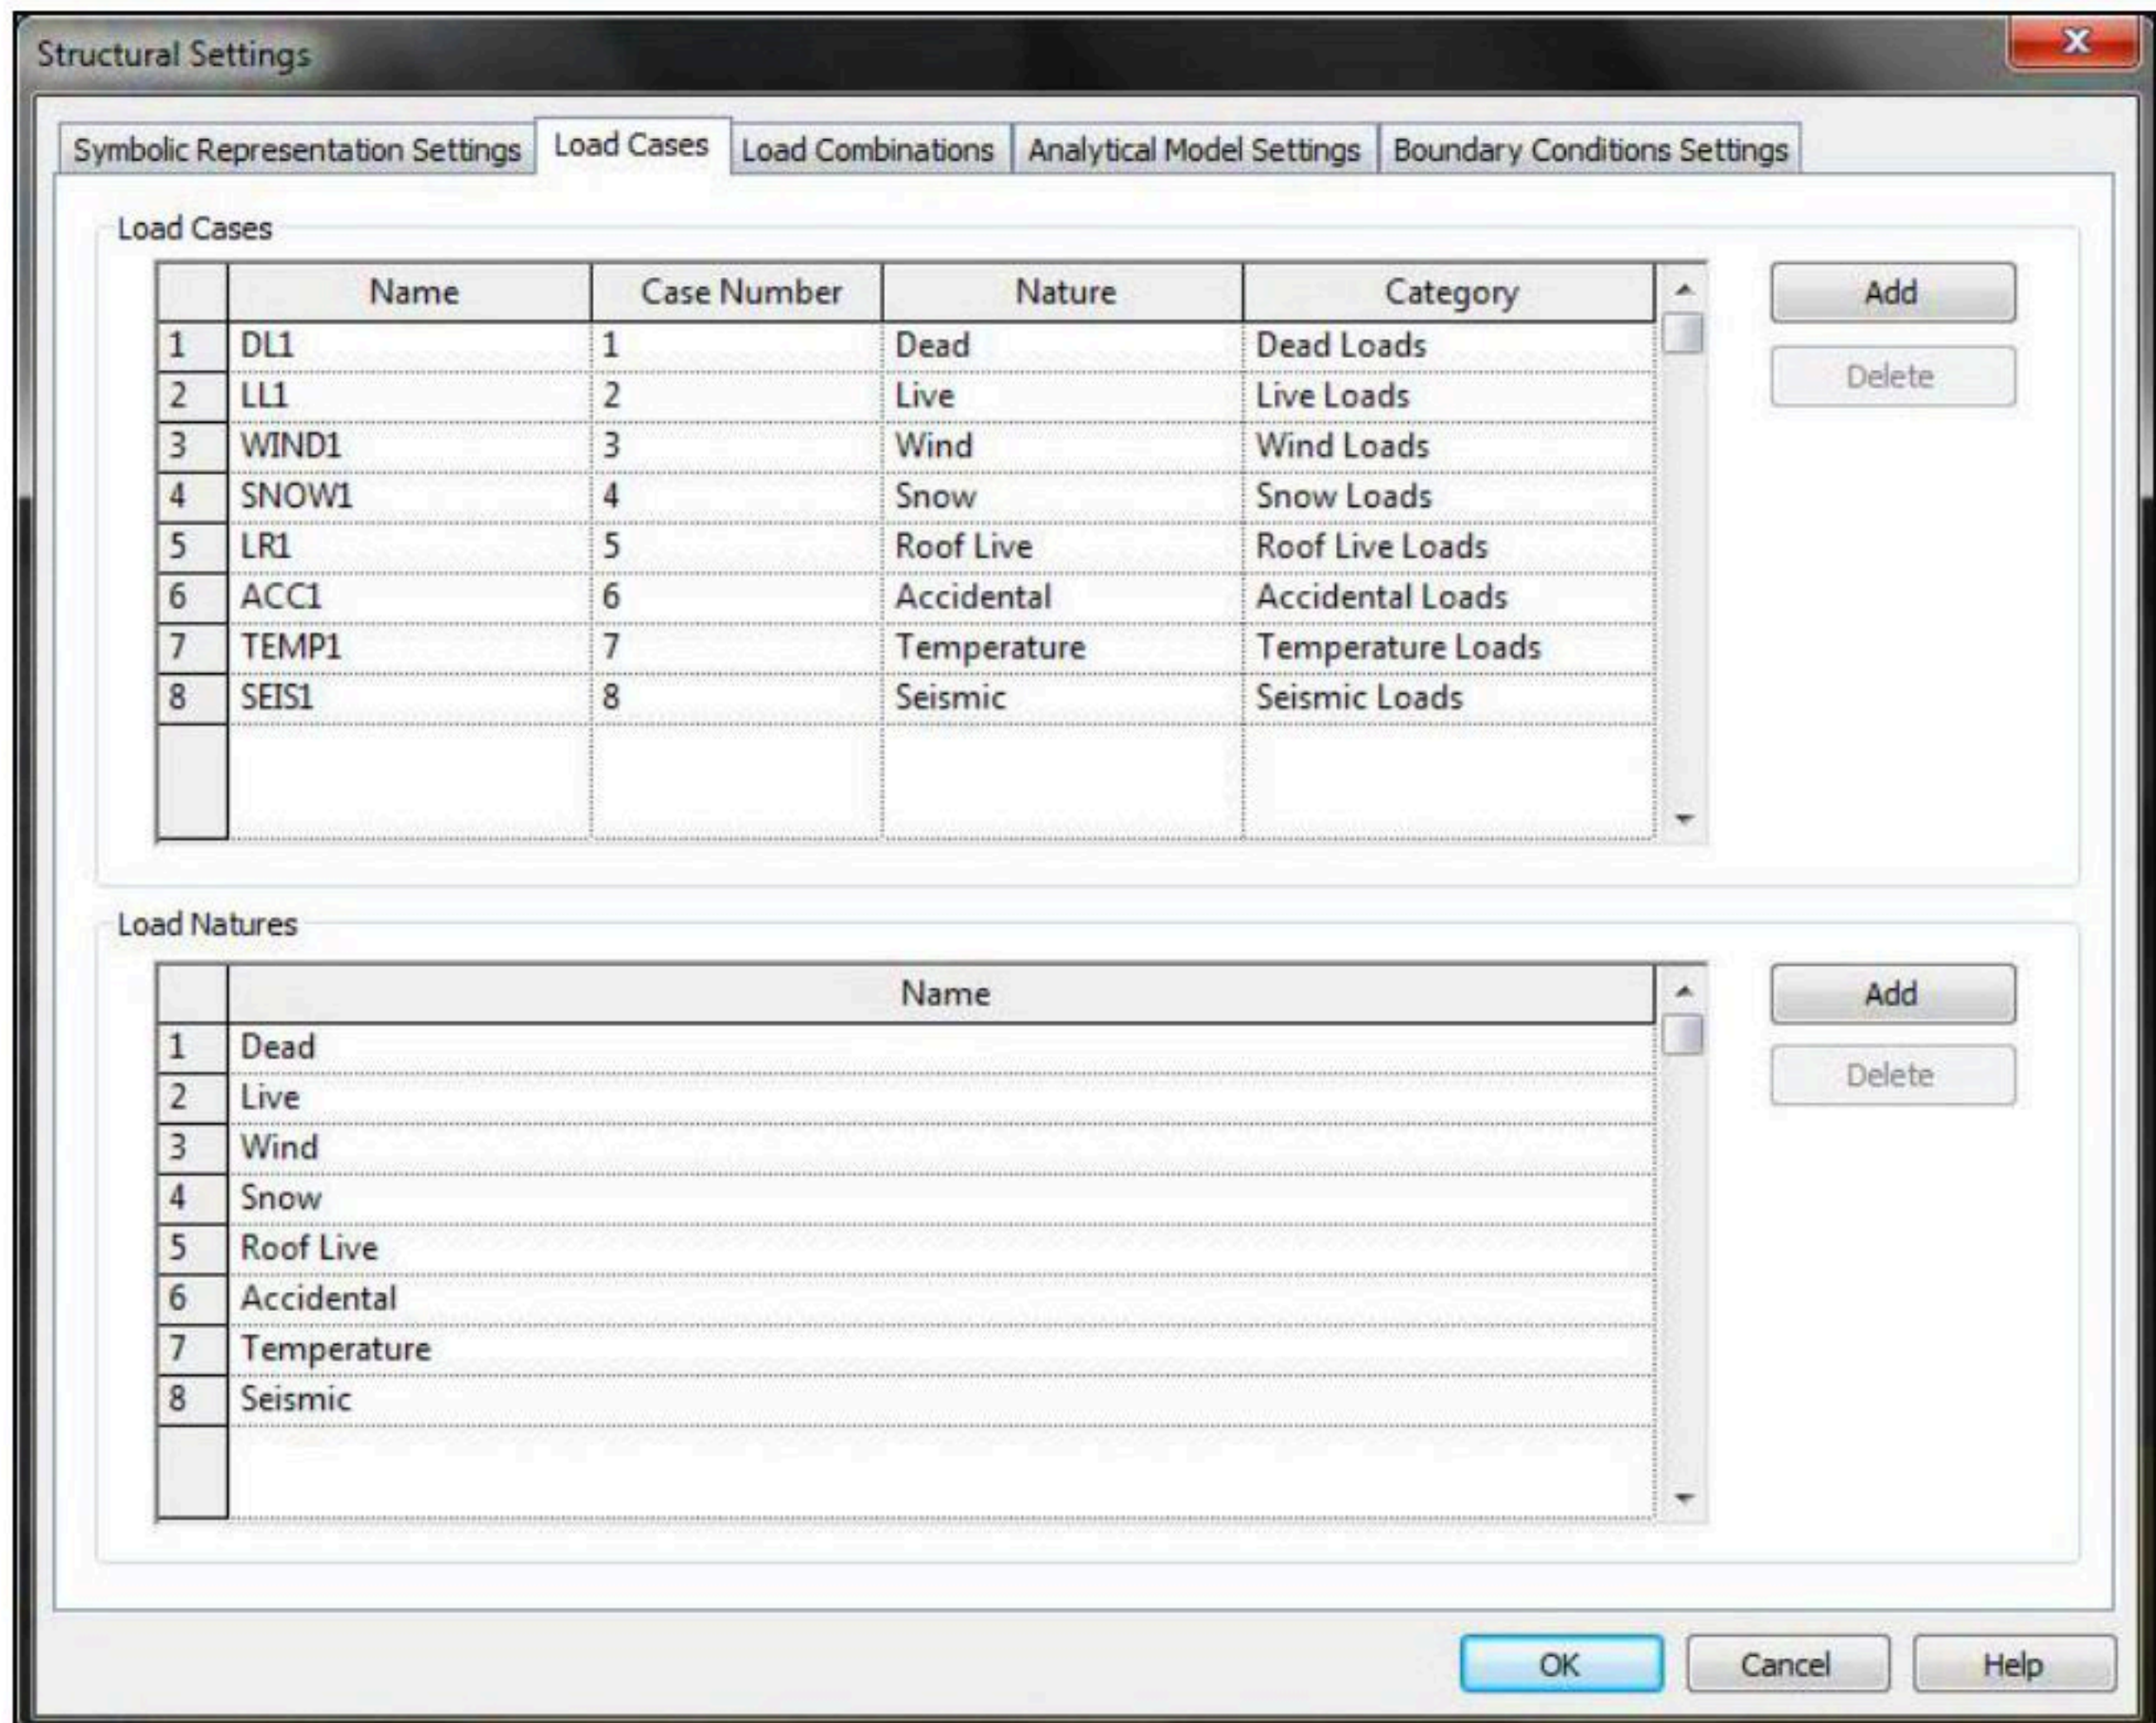 Structural Settings
X
Symbolic Representation Settings Load Cases Load Combinations Analytical Model Settings Boundary Conditions Settings
Load Cases
Name Case Number Nature Category Add
1 DL1 1 Dead Dead Loads
Delete
2 LL1 2 Live Live Loads
3 WIND1 3 Wind Wind Loads
4 SNOW1 4 Snow Snow Loads
5 LR1 5 Roof Live Roof Live Loads
6 ACC1 6 Accidental Accidental Loads
7 TEMP1 7 Temperature Temperature Loads
8 SEIS1 8 Seismic Seismic Loads
Load Natures
Name Add
1 Dead
Delete
2 Live
3 Wind
4 Snow
5 Roof Live
6 Accidental
7 Temperature
8 Seismic
OK Cancel Help